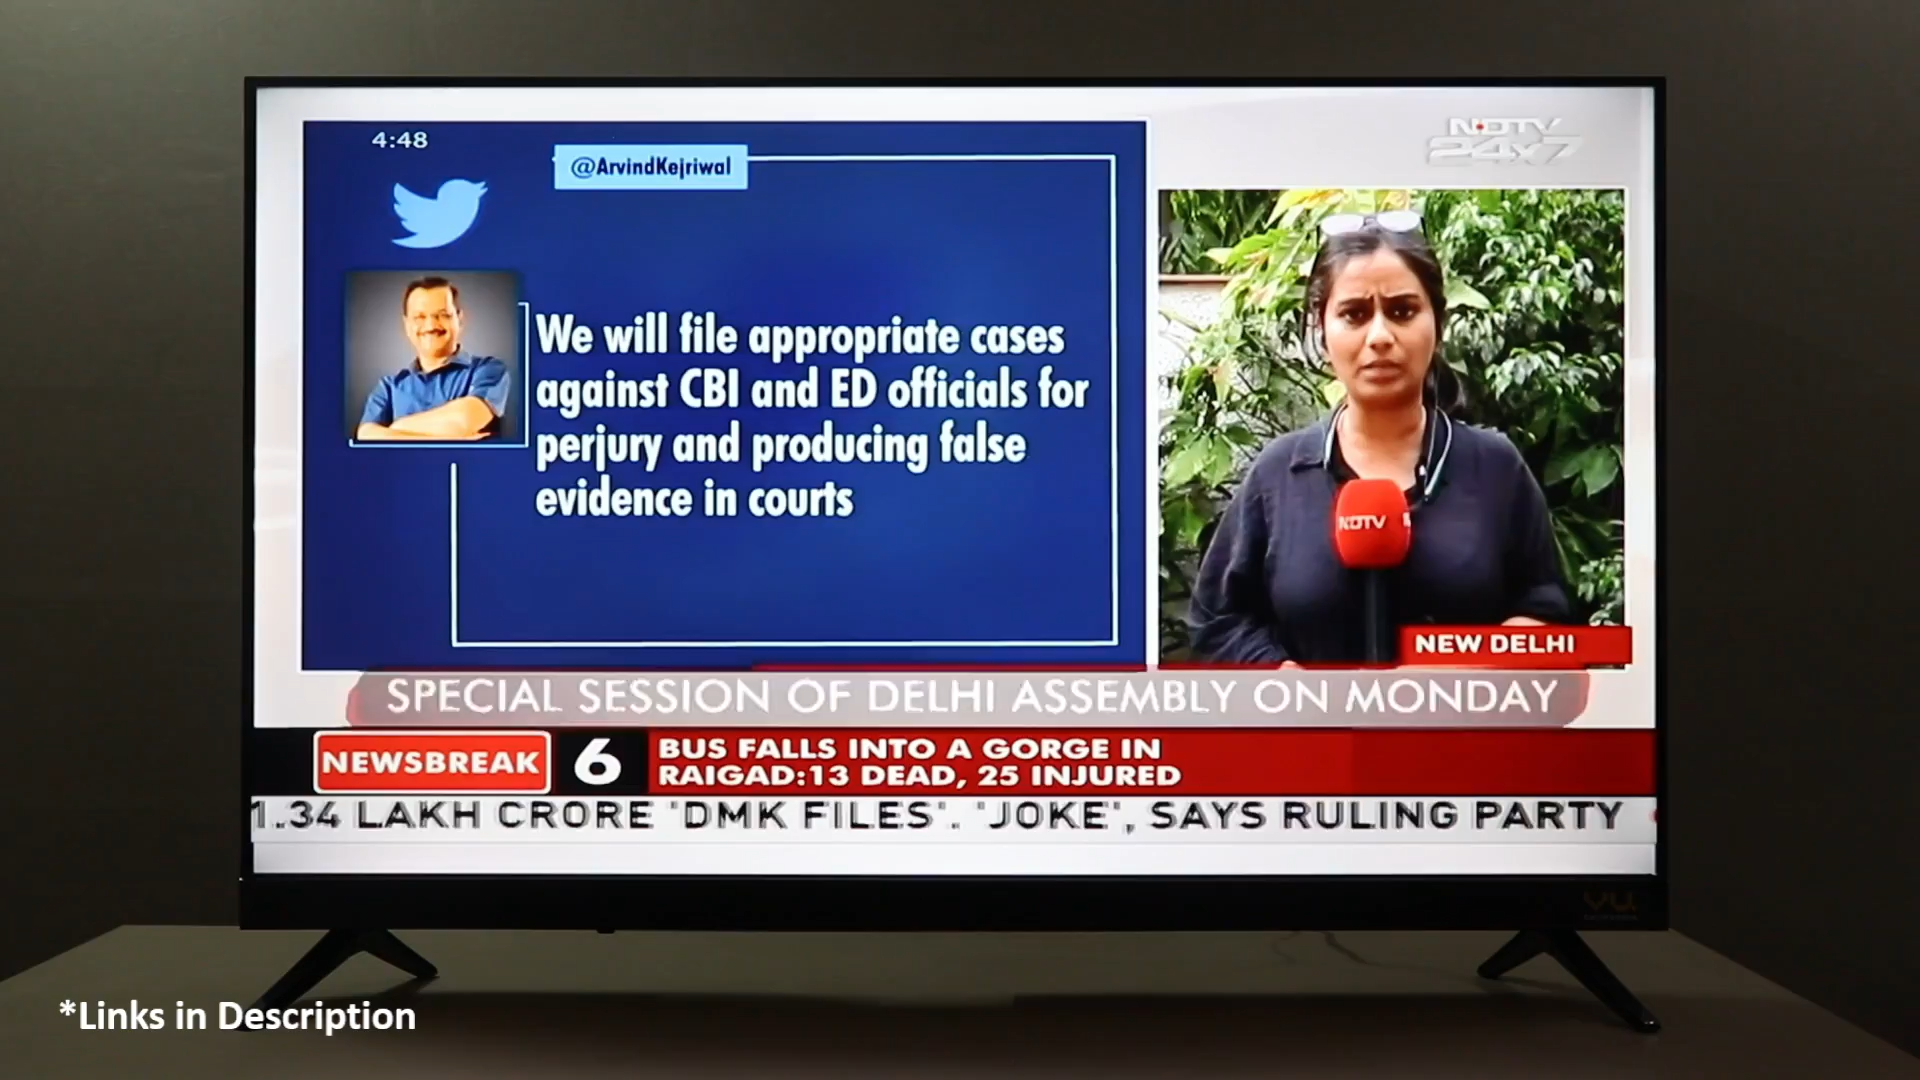 4:48
@ArvindKejriwal
NDTV
24x7
We will file appropriate cases
against CBI and ED officials for
perjury and producing false
evidence in courts
NDTV
NEW DELHI
SPECIAL SESSION OF DELHI ASSEMBLY ON MONDAY
NEWSBREAK
6
BUS FALLS INTO A GORGE IN
RAIGAD:13 DEAD, 25 INJURED
1.34 LAKH CRORE 'DMK FILES'. 'JOKE', SAYS RULING PARTY
VU
*Links in Description